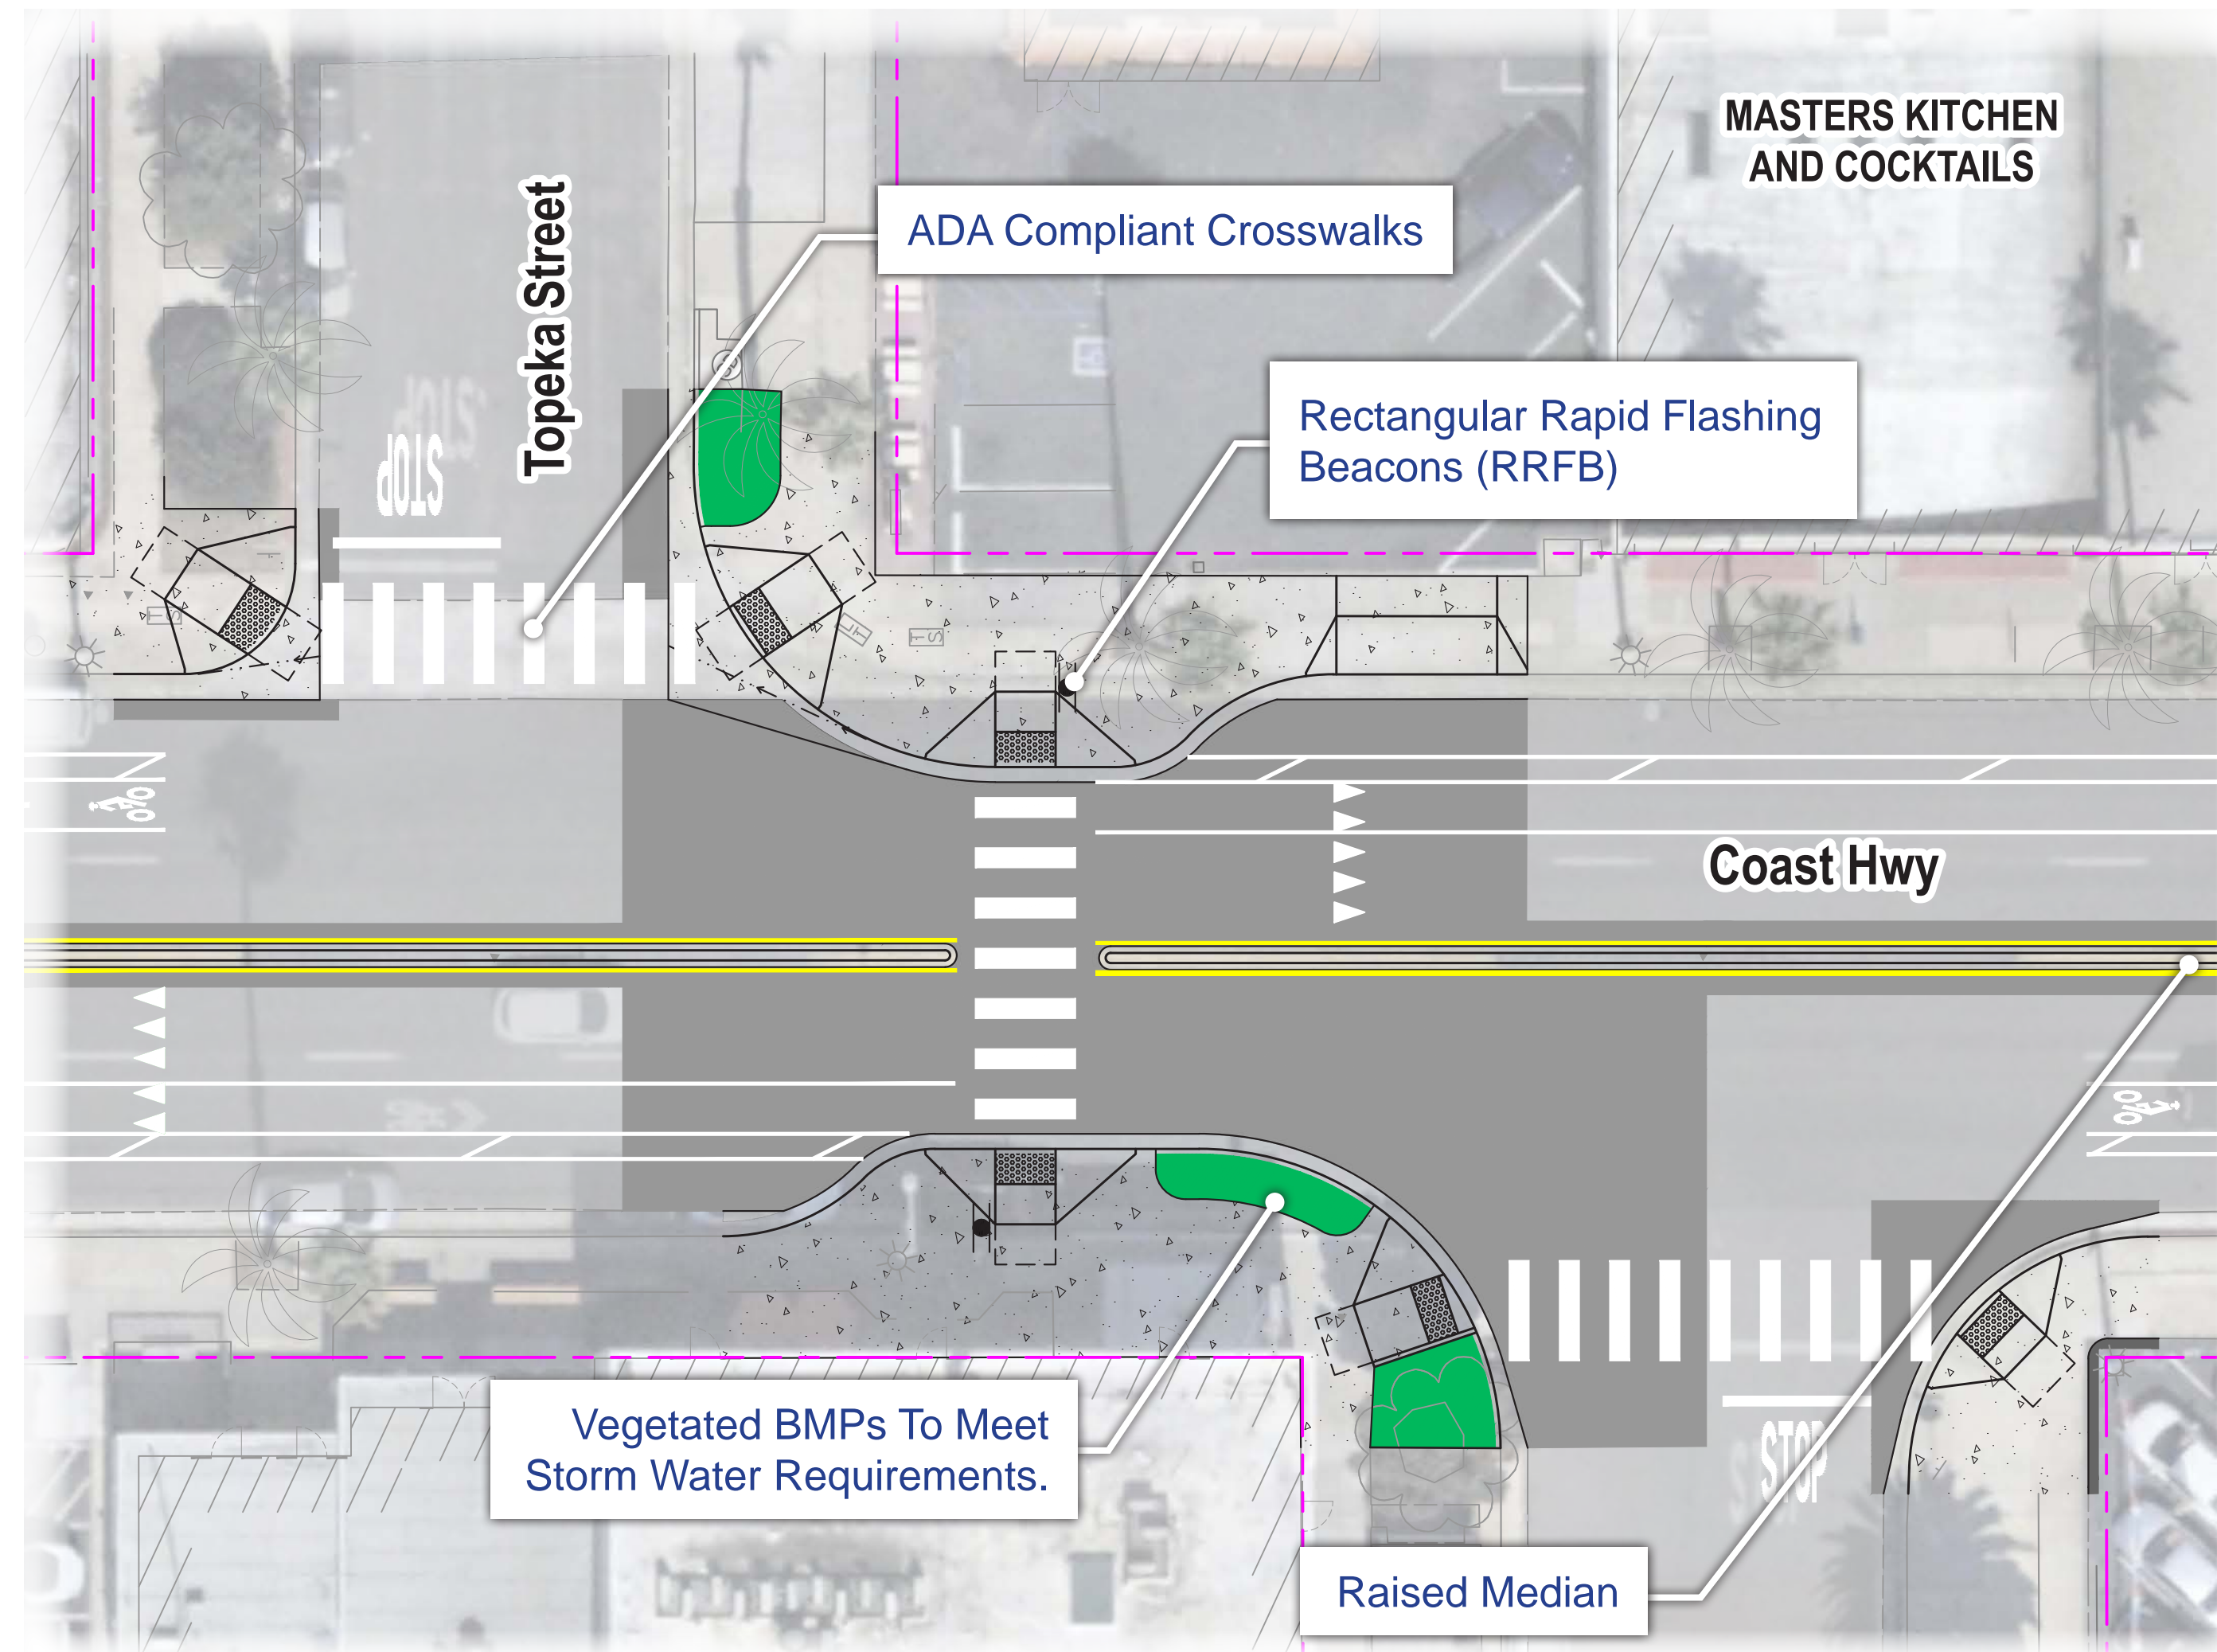 MASTERS KITCHEN
AND COCKTAILS
Topeka Street
ADA Compliant Crosswalks
Rectangular Rapid Flashing
Beacons (RRFB)
STOP
STOP
Coast Hwy
Vegetated BMPs To Meet
Storm Water Requirements.
STOP
Raised Median